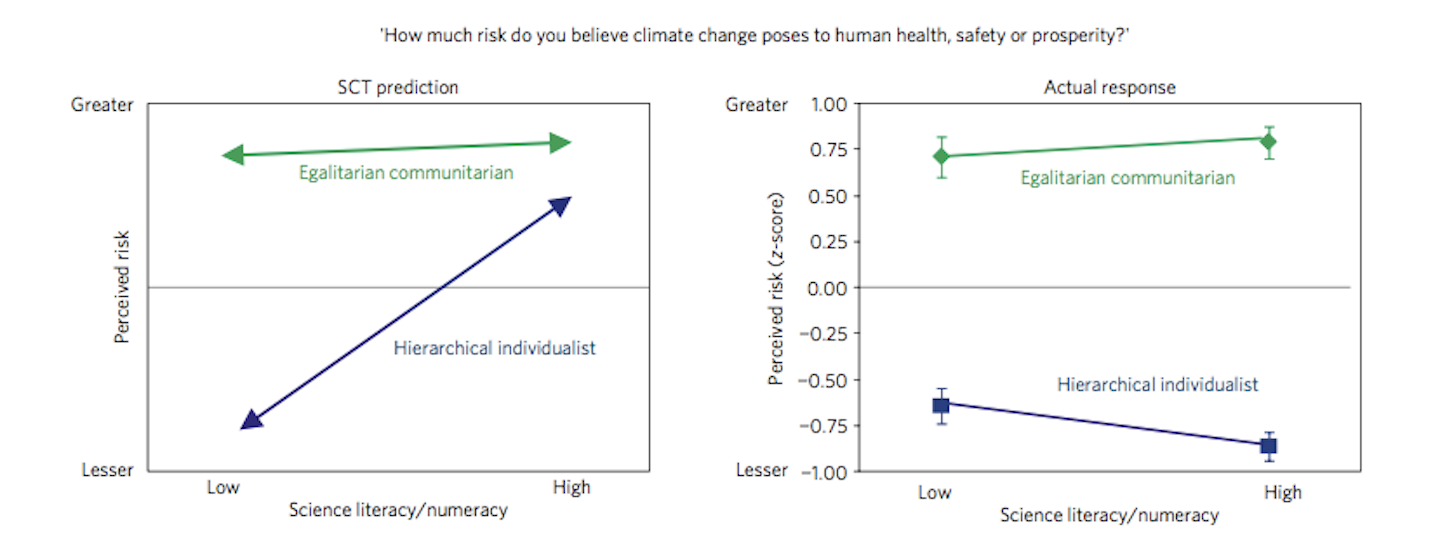 'How much risk do you believe climate change poses to human health, safety or prosperity?'
SCT prediction
Greater
Egalitarian communitarian
Perceived risk
Hierarchical individualist
Lesser
Low
High
Science literacy/numeracy
Actual response
Greater
1.00
0.75
0.50
0.25
0.00
−0.25
−0.50
−0.75
−1.00
Perceived risk (z-score)
Egalitarian communitarian
Hierarchical individualist
Lesser
Low
High
Science literacy/numeracy